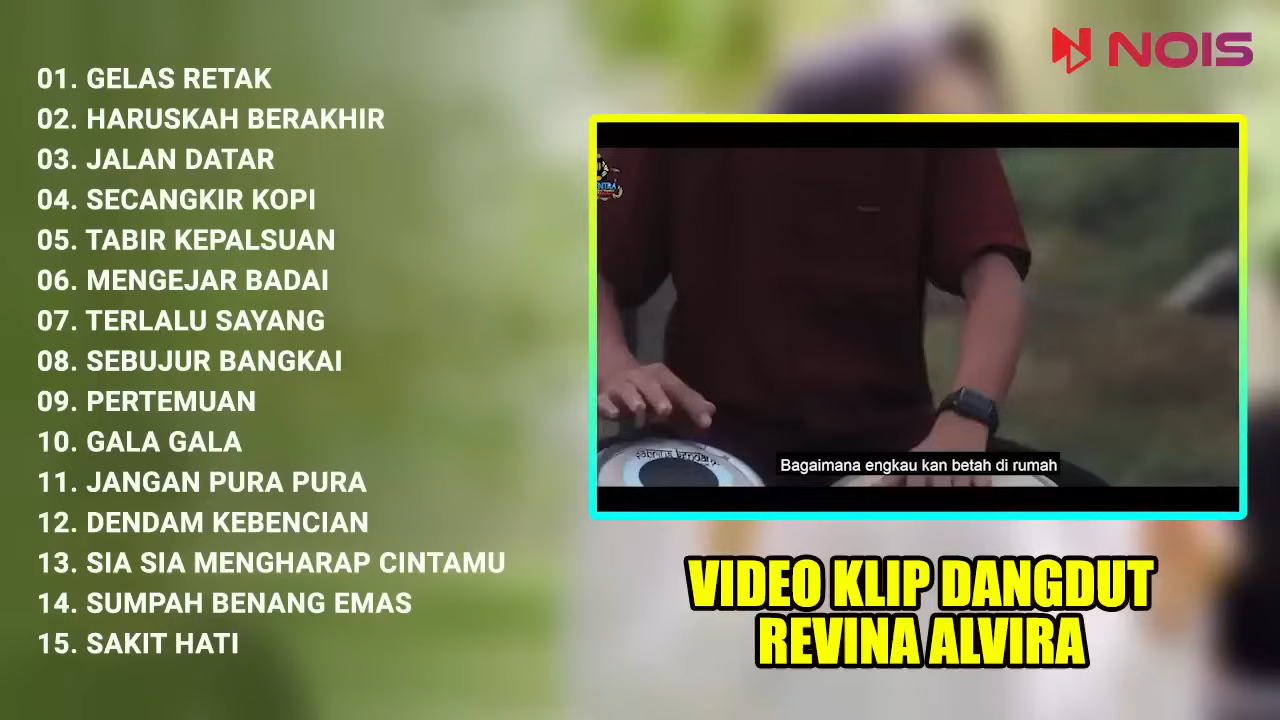 01. GELAS RETAK
02. HARUSKAH BERAKHIR
03. JALAN DATAR
04. SECANGKIR KOPI
05. TABIR KEPALSUAN
06. MENGEJAR BADAI
07. TERLALU SAYANG
08. SEBUJUR BANGKAI
09. PERTEMUAN
10. GALA GALA
11. JANGAN PURA PURA
12. DENDAM KEBENCIAN
13. SIA SIA MENGHARAP CINTAMU
14. SUMPAH BENANG EMAS
15. SAKIT HATI
NOIS
Bagaimana engkau kan betah di rumah
VIDEO KLIP DANGDUT
REVINA ALVIRA